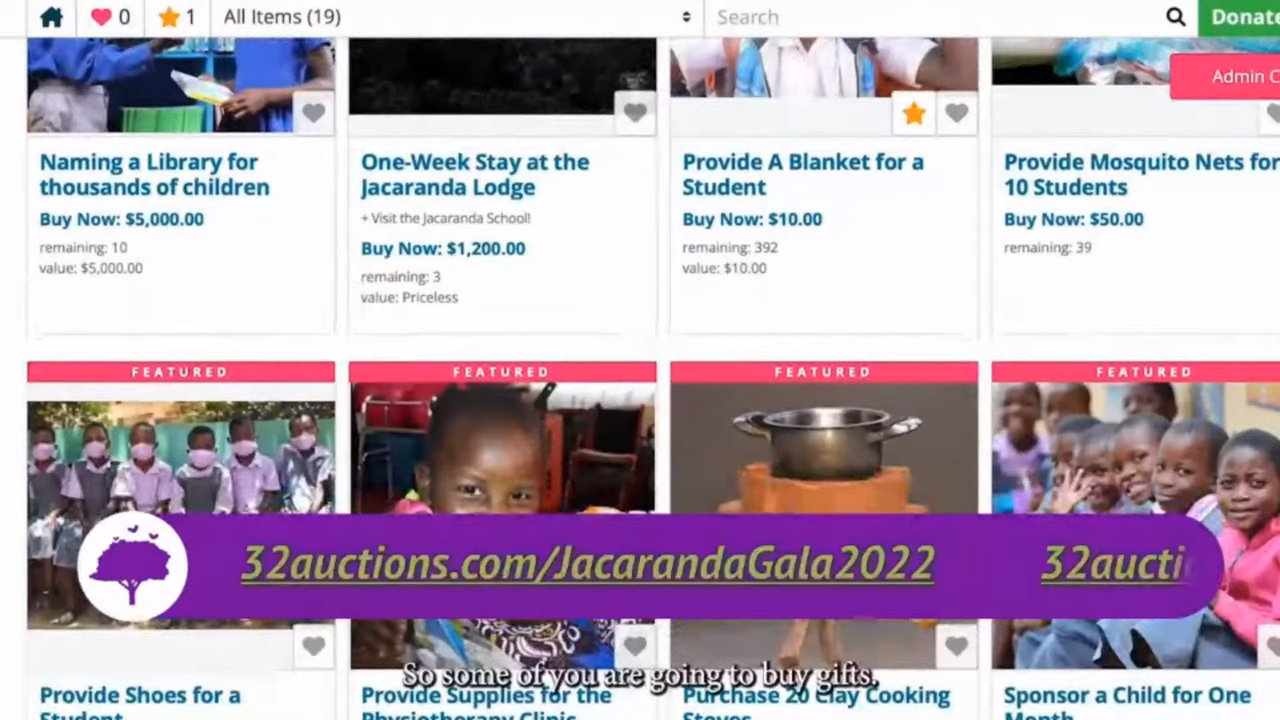 0
1
All Items (19)
Search
Donate
Admin C
Naming a Library for
thousands of children
Buy Now: $5,000.00
remaining: 10
value: $5,000.00
One-Week Stay at the
Jacaranda Lodge
+ Visit the Jacaranda School!
Buy Now: $1,200.00
remaining: 3
value: Priceless
Provide A Blanket for a
Student
Buy Now: $10.00
remaining: 392
value: $10.00
Provide Mosquito Nets for
10 Students
Buy Now: $50.00
remaining: 39
FEATURED
FEATURED
FEATURED
FEATURED
32auctions.com/JacarandaGala2022
32aucti
So some of you are going to buy gifts,
Provide Shoes for a
Student
Provide Supplies for the
Physiotherapy Clinic
Purchase 20 Clay Cooking
Stoves
Sponsor a Child for One
Month